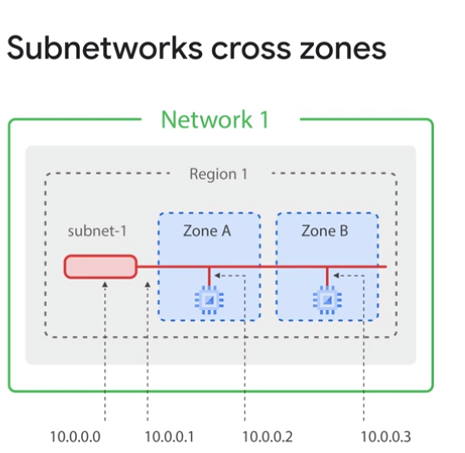 Subnetworks cross zones
Network 1
Region 1
subnet-1
Zone A
Zone B
10.0.0.0
10.0.0.1
10.0.0.2
10.0.0.3